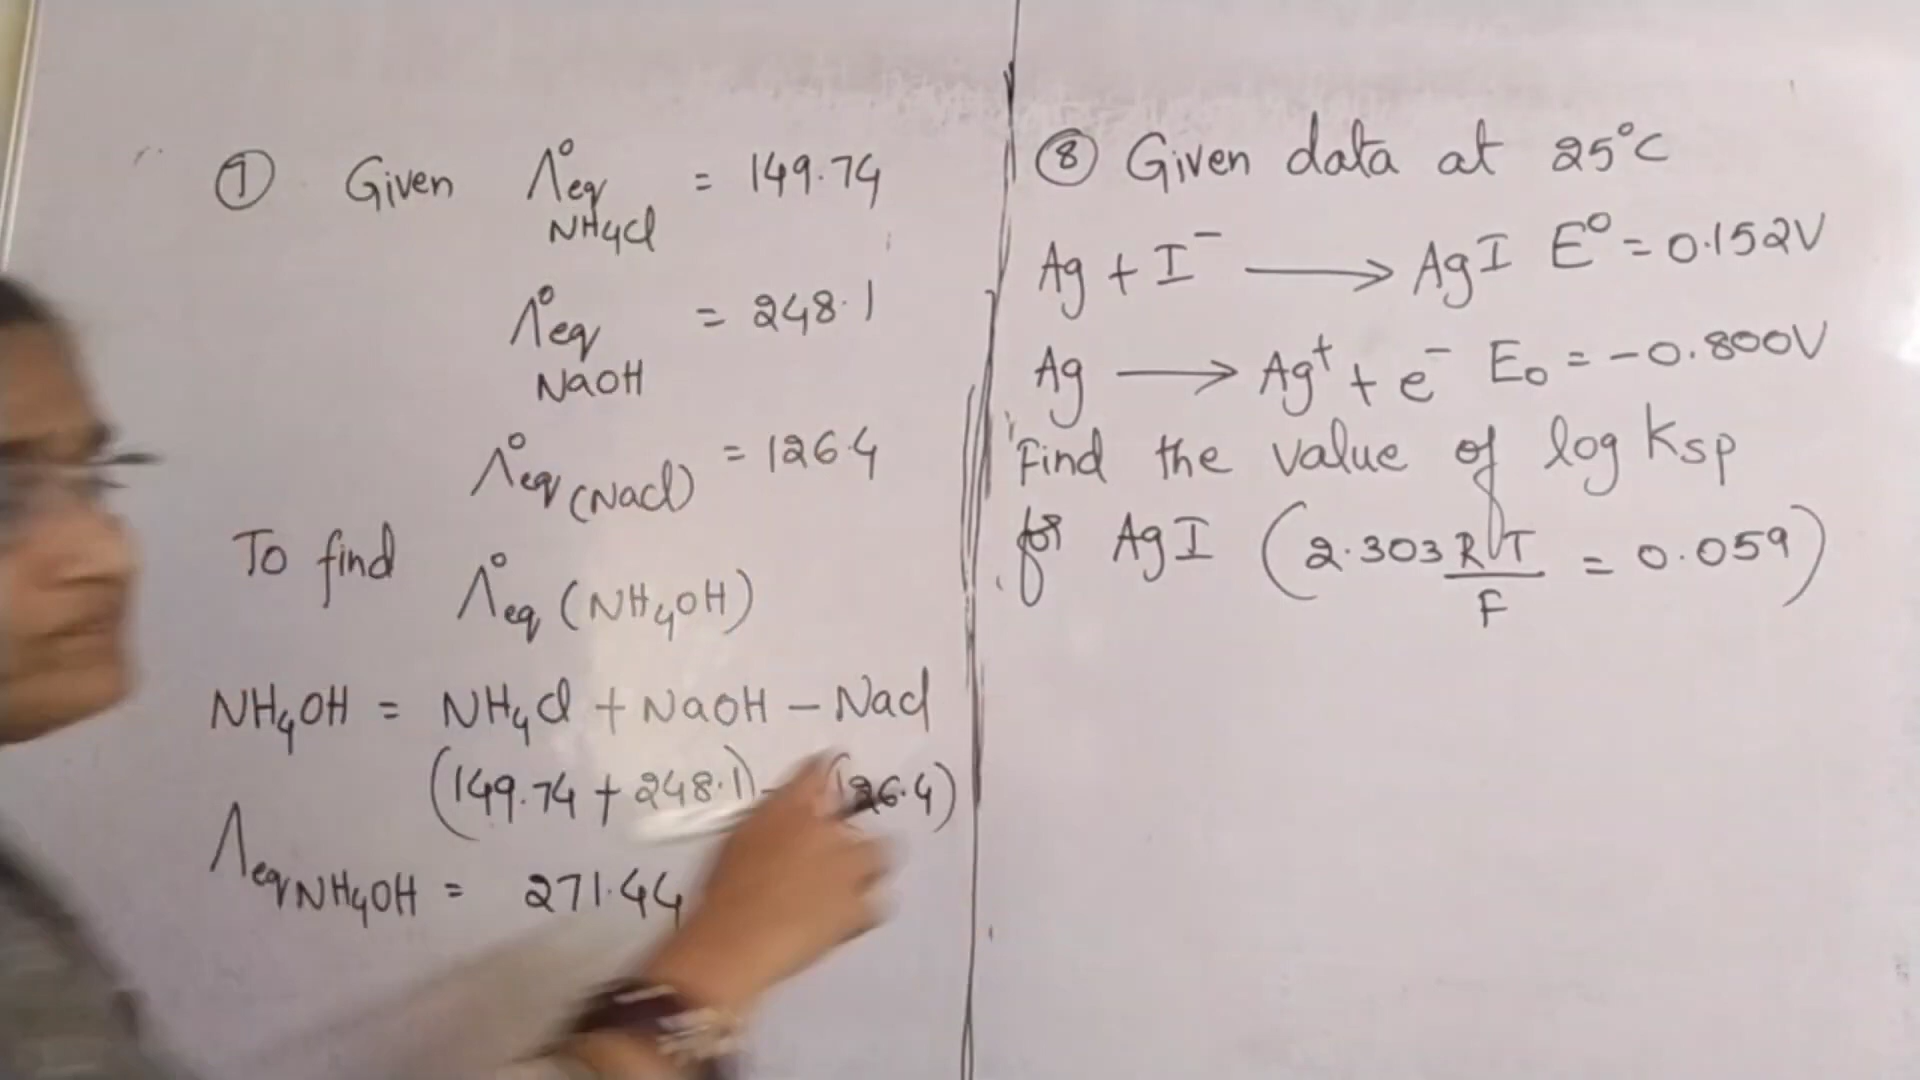 ⑦ Given Λ°eq NH4Cl = 149.74
Λ°eq NaOH = 248.1
Λ°eq (Nacl) = 126.4
To find Λ°eq (NH4OH)
NH4OH = NH4Cl + NaOH - Nacl
(149.74 + 248.1) - (126.4)
Λeq NH4OH = 271.44
⑧ Given data at 25°C
Ag + I⁻ ⟶ AgI E° = 0.152V
Ag ⟶ Ag⁺ + e⁻ E₀ = -0.800V
Find the value of log Ksp
for AgI (2.303 RT/F = 0.059)